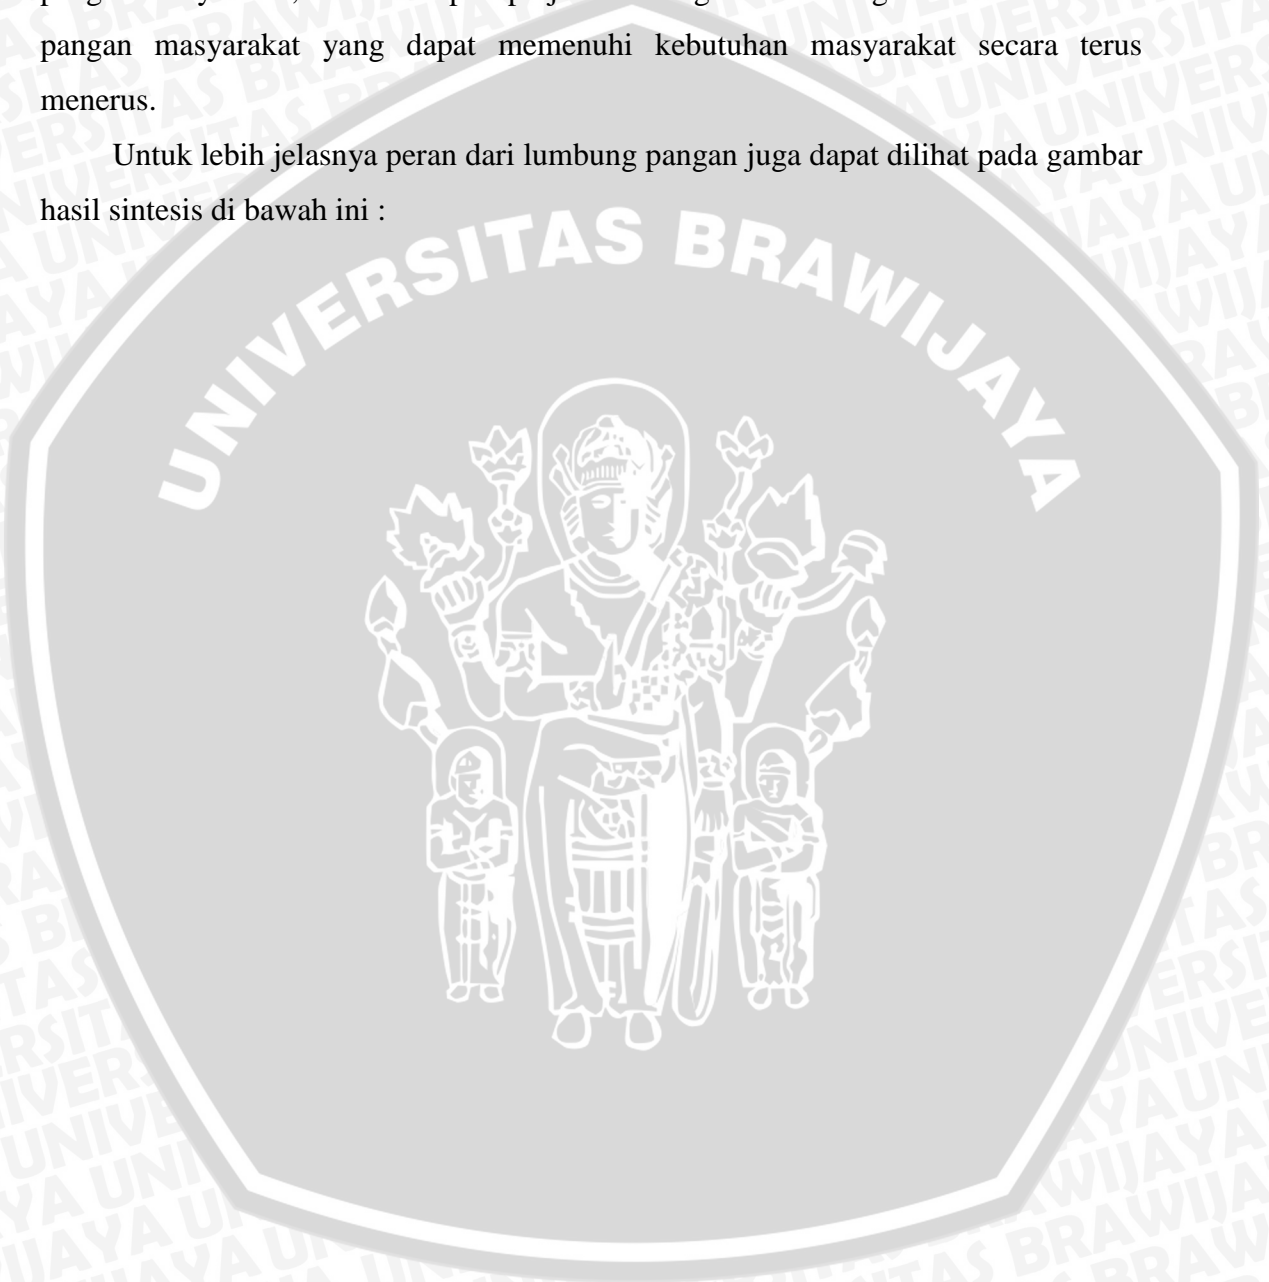 pangan masyarakat yang dapat memenuhi kebutuhan masyarakat secara terus
menerus.
Untuk lebih jelasnya peran dari lumbung pangan juga dapat dilihat pada gambar
hasil sintesis di bawah ini :
UNIVERSITAS BRAWIJAYA